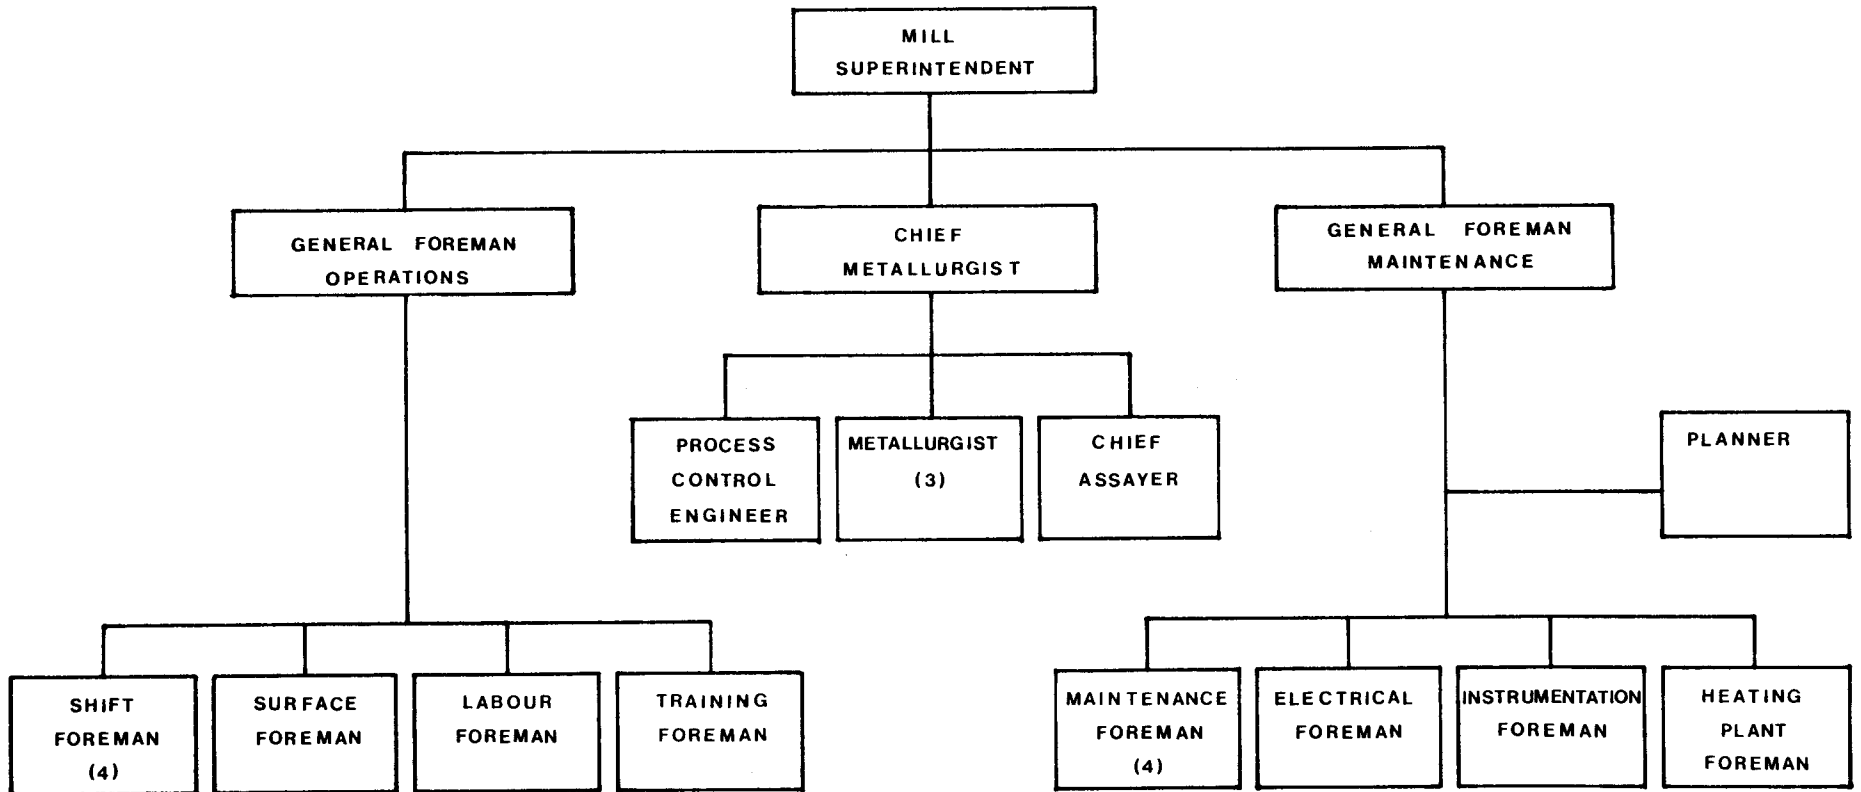 MILL
SUPERINTENDENT
GENERAL FOREMAN
OPERATIONS
CHIEF
METALLURGIST
GENERAL FOREMAN
MAINTENANCE
PROCESS
CONTROL
ENGINEER
METALLURGIST
(3)
CHIEF
ASSAYER
PLANNER
SHIFT
FOREMAN
(4)
SURFACE
FOREMAN
LABOUR
FOREMAN
TRAINING
FOREMAN
MAINTENANCE
FOREMAN
(4)
ELECTRICAL
FOREMAN
INSTRUMENTATION
FOREMAN
HEATING
PLANT
FOREMAN